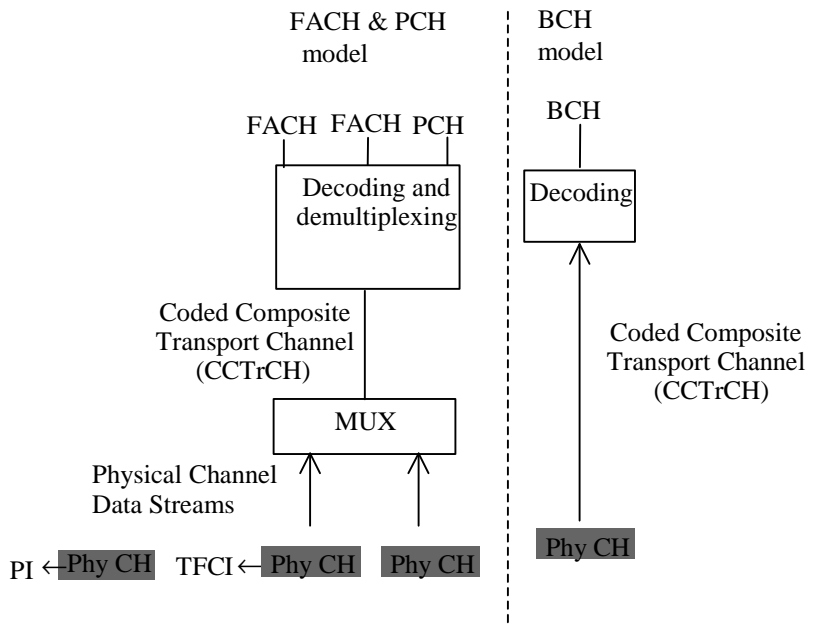 FACH & PCH
model
BCH
model
FACH
FACH
PCH
BCH
Decoding and
demultiplexing
Decoding
Coded Composite
Transport Channel
(CCTrCH)
Coded Composite
Transport Channel
(CCTrCH)
MUX
Physical Channel
Data Streams
PI ← Phy CH
TFCI ← Phy CH
Phy CH
Phy CH